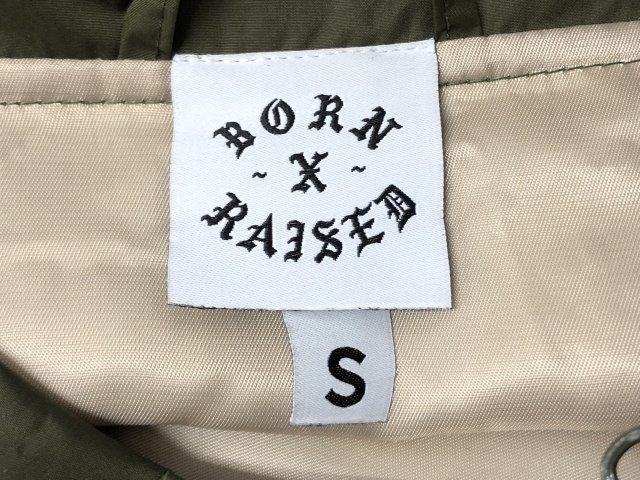 BORN
~ X ~
RAISED
S